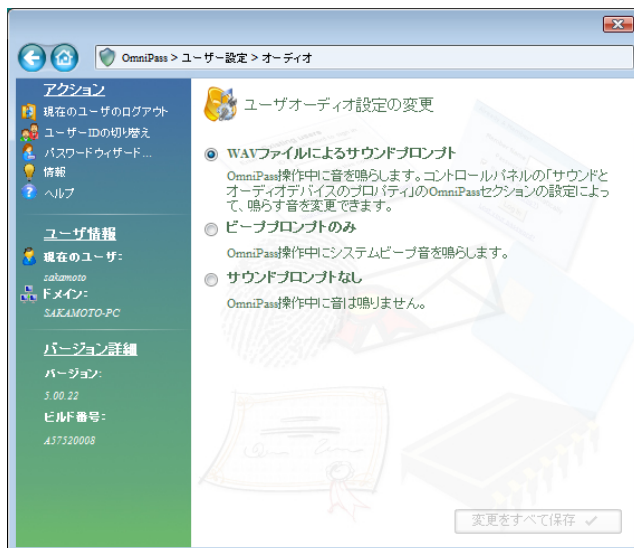 OmniPass > ユーザー設定 > オーディオ
アクション
現在のユーザのログアウト
ユーザーIDの切り替え
パスワードウィザード...
情報
ヘルプ
ユーザ情報
現在のユーザ:
sakamoto
ドメイン:
SAKAMOTO-PC
バージョン詳細
バージョン:
5.00.22
ビルド番号:
A57520008
ユーザオーディオ設定の変更
WAVファイルによるサウンドプロンプト
OmniPass操作中に音を鳴らします。コントロールパネルの「サウンドと
オーディオデバイスのプロパティ」のOmniPassセクションの設定によっ
て、鳴らす音を変更できます。
ビーププロンプトのみ
OmniPass操作中にシステムビープ音を鳴らします。
サウンドプロンプトなし
OmniPass操作中に音は鳴りません。
変更をすべて保存